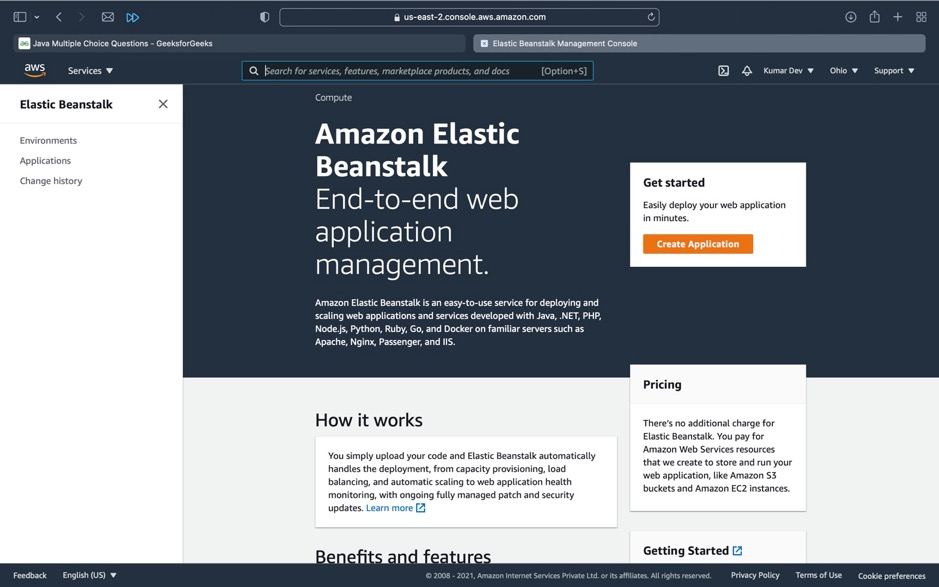 us-east-2.console.aws.amazon.com
Java Multiple Choice Questions - GeeksforGeeks
Elastic Beanstalk Management Console
aws
Services
Search for services, features, marketplace products, and docs
[Option+S]
Kumar Dev
Ohio
Support
Elastic Beanstalk
Environments
Applications
Change history
Compute
Amazon Elastic
Beanstalk
End-to-end web
application
management.
Amazon Elastic Beanstalk is an easy-to-use service for deploying and
scaling web applications and services developed with Java, .NET, PHP,
Node.js, Python, Ruby, Go, and Docker on familiar servers such as
Apache, Nginx, Passenger, and IIS.
Get started
Easily deploy your web application
in minutes.
Create Application
Pricing
There's no additional charge for
Elastic Beanstalk. You pay for
Amazon Web Services resources
that we create to store and run your
web application, like Amazon S3
buckets and Amazon EC2 instances.
How it works
You simply upload your code and Elastic Beanstalk automatically
handles the deployment, from capacity provisioning, load
balancing, and automatic scaling to web application health
monitoring, with ongoing fully managed patch and security
updates. Learn more
Benefits and features
Getting Started
Feedback
English (US)
© 2008 - 2021, Amazon Internet Services Private Ltd. or its affiliates. All rights reserved.
Privacy Policy
Terms of Use
Cookie preferences